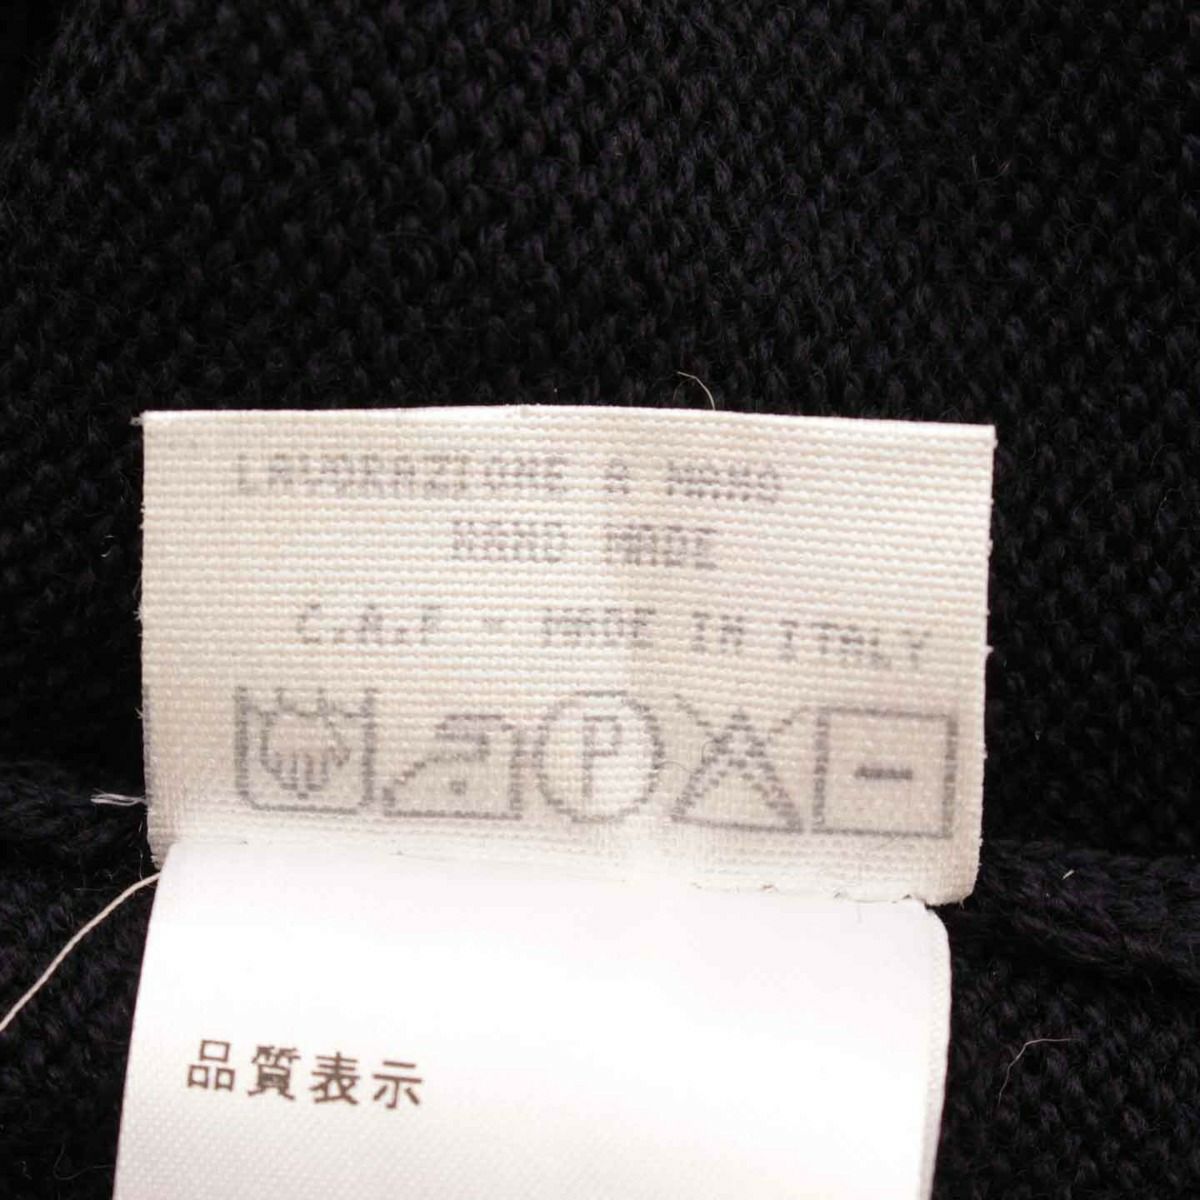 LAVORAZIONE A MANO
HAND MADE
C.A.F - MADE IN ITALY
P
品質表示